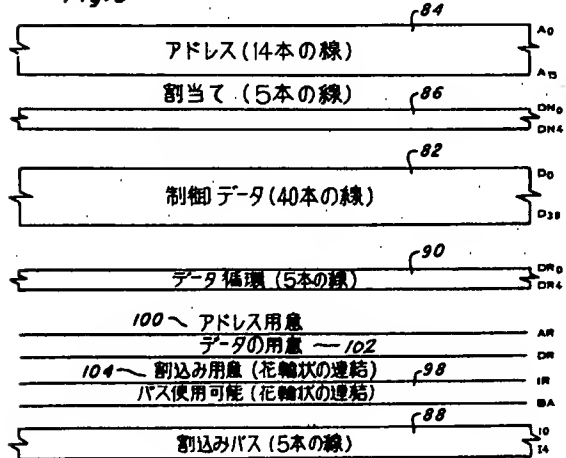 84
A0
アドレス(14本の線)
A15
割当て (5本の線)
86
DN0
DN4
82
D0
制御データ(40本の線)
D39
90
DR0
データ循環(5本の線)
DR4
100 アドレス用意
AR
データの用意 102
DR
104 割込み用意(花輪状の連結)
98
IR
バス使用可能(花輪状の連結)
BA
88
I0
割込みバス(5本の線)
I4